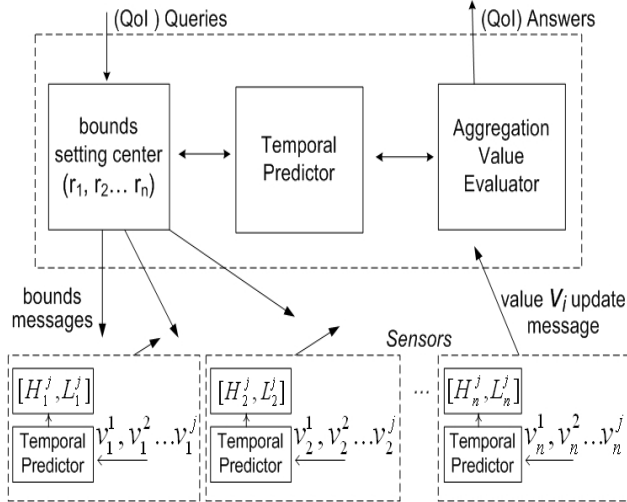 (QoI ) Queries
(QoI) Answers
bounds
setting center
(r₁, r₂... rₙ)
Temporal
Predictor
Aggregation
Value
Evaluator
bounds
messages
value Vᵢ update
message
Sensors
[H₁ʲ,L₁ʲ]
Temporal
Predictor
v₁¹,v₁²...v₁ʲ
[H₂ʲ,L₂ʲ]
Temporal
Predictor
v₂¹,v₂²...v₂ʲ
...
[Hₙʲ,Lₙʲ]
Temporal
Predictor
vₙ¹,vₙ²...vₙʲ